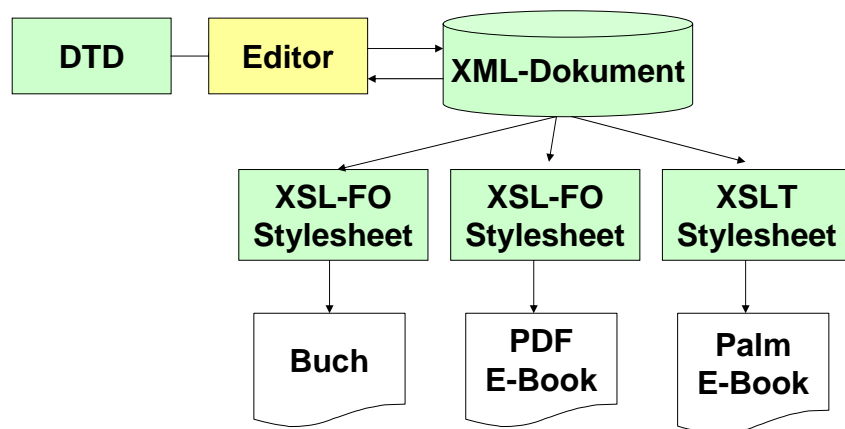 DTD
Editor
XML-Dokument
XSL-FO
Stylesheet
XSL-FO
Stylesheet
XSLT
Stylesheet
Buch
PDF
E-Book
Palm
E-Book